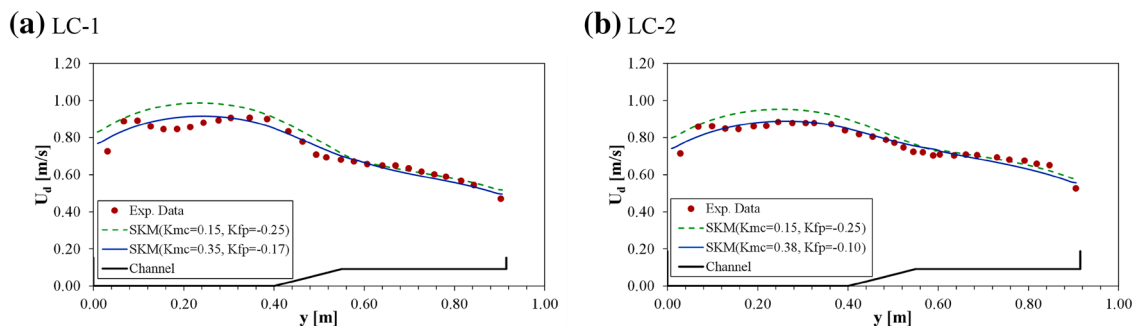 (a) LC-1
1.20
1.00
0.80
0.60
0.40
0.20
0.00
U_d [m/s]
Exp. Data
SKM(Kmc=0.15, Kfp=-0.25)
SKM(Kmc=0.35, Kfp=-0.17)
Channel
0.00 0.20 0.40 0.60 0.80 1.00
y [m]
(b) LC-2
1.20
1.00
0.80
0.60
0.40
0.20
0.00
U_d [m/s]
Exp. Data
SKM(Kmc=0.15, Kfp=-0.25)
SKM(Kmc=0.38, Kfp=-0.10)
Channel
0.00 0.20 0.40 0.60 0.80 1.00
y [m]